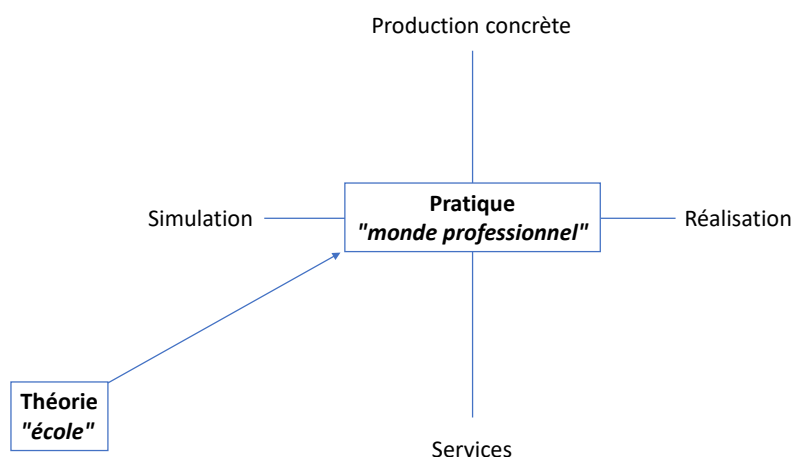 Production concrète
Simulation
Pratique
"monde professionnel"
Réalisation
Théorie
"école"
Services